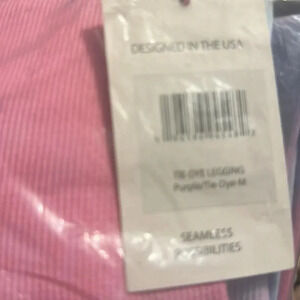 DESIGNED IN THE USA
TIE-DYE LEGGING
Purple/Tie Dye-M
SEAMLESS
POSSIBILITIES